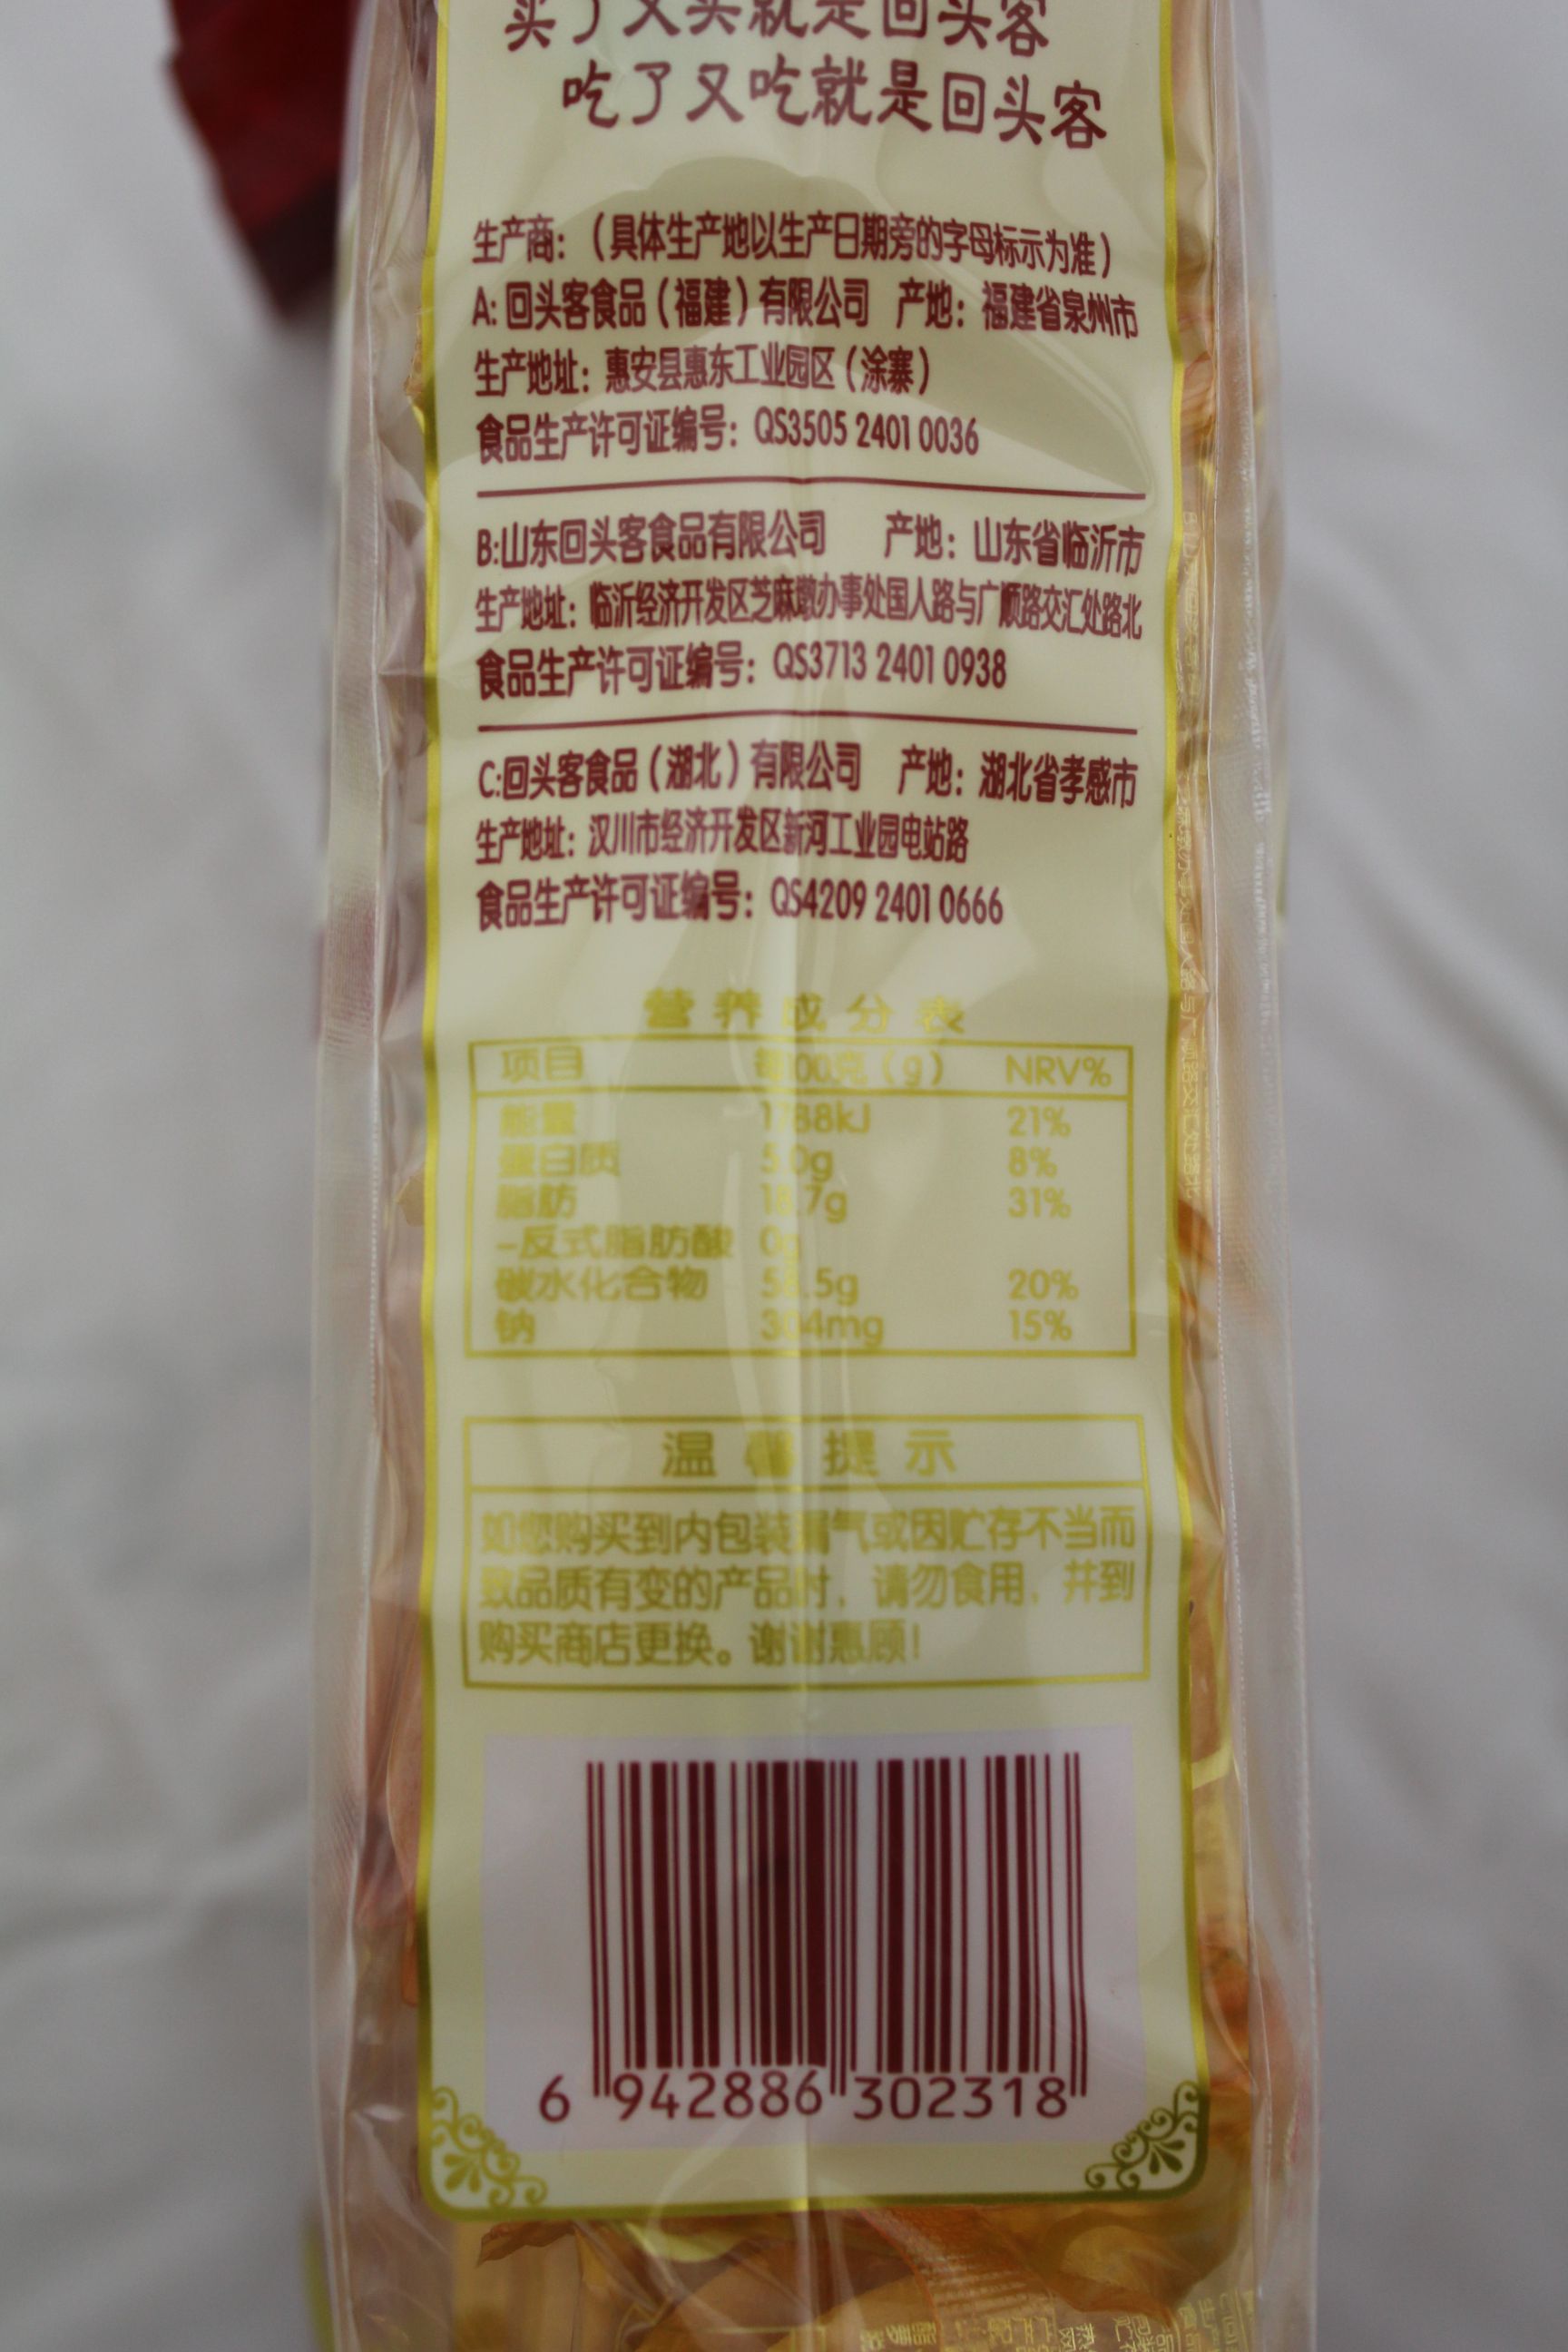 买了又买就是回头客
吃了又吃就是回头客
生产商：（具体生产地以生产日期旁的字母标示为准）
A: 回头客食品（福建）有限公司 产地：福建省泉州市
生产地址：惠安县惠东工业园区（涂寨）
食品生产许可证编号：QS3505 2401 0036
B:山东回头客食品有限公司 产地：山东省临沂市
生产地址：临沂经济开发区芝麻墩办事处国人路与广顺路交汇处路北
食品生产许可证编号：QS3713 2401 0938
C:回头客食品（湖北）有限公司 产地：湖北省孝感市
生产地址：汉川市经济开发区新河工业园电站路
食品生产许可证编号：QS4209 2401 0666
营养成分表
项目 每100克（g） NRV%
能量 1788kJ 21%
蛋白质 5.0g 8%
脂肪 31%
-反式脂肪酸 0g
碳水化合物 20%
钠 304mg 15%
温馨提示
如您购买到内包装漏气或因贮存不当而
致品质有变的产品时，请勿食用，并到
购买商店更换。谢谢惠顾！
6 942886 302318